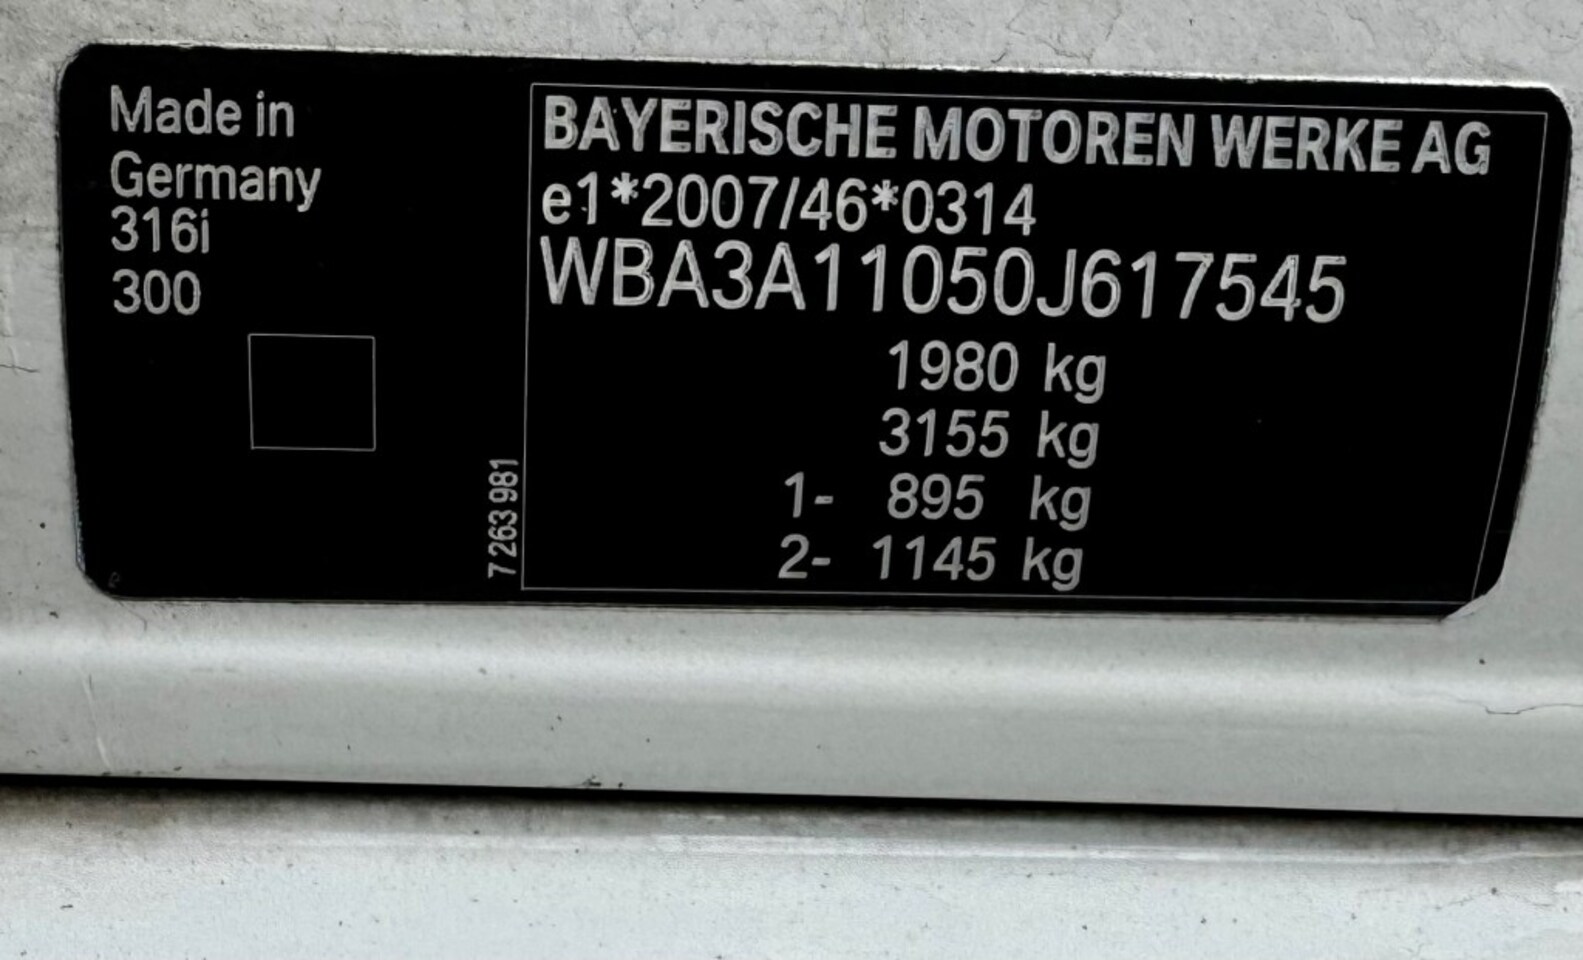 Made in
Germany
316i
300
7 263 981
BAYERISCHE MOTOREN WERKE AG
e1*2007/46*0314
WBA3A11050J617545
1980 kg
3155 kg
1- 895 kg
2- 1145 kg